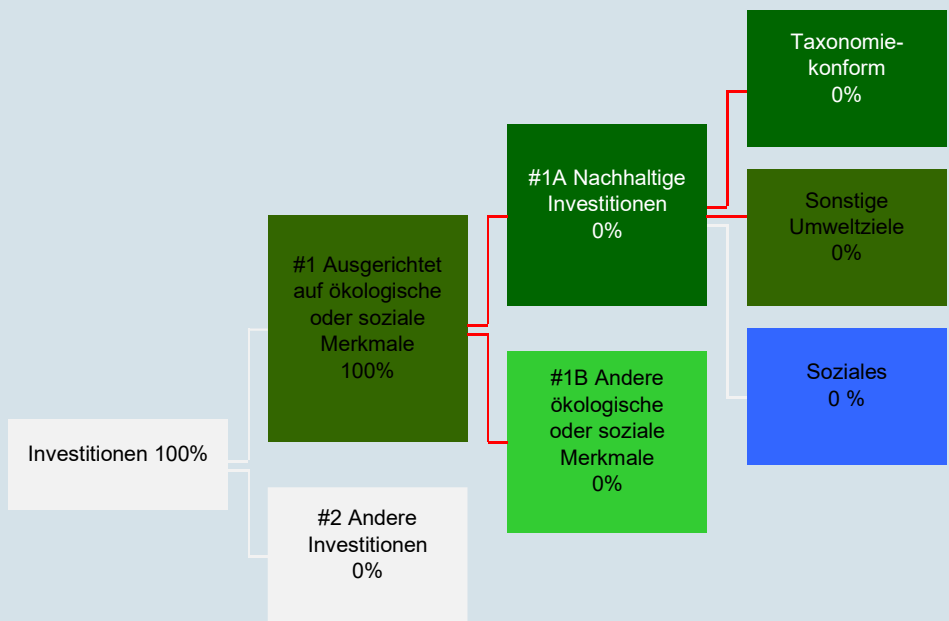 Investitionen 100%
#1 Ausgerichtet
auf ökologische
oder soziale
Merkmale
100%
#2 Andere
Investitionen
0%
#1A Nachhaltige
Investitionen
0%
#1B Andere
ökologische
oder soziale
Merkmale
0%
Taxonomie-
konform
0%
Sonstige
Umweltziele
0%
Soziales
0 %